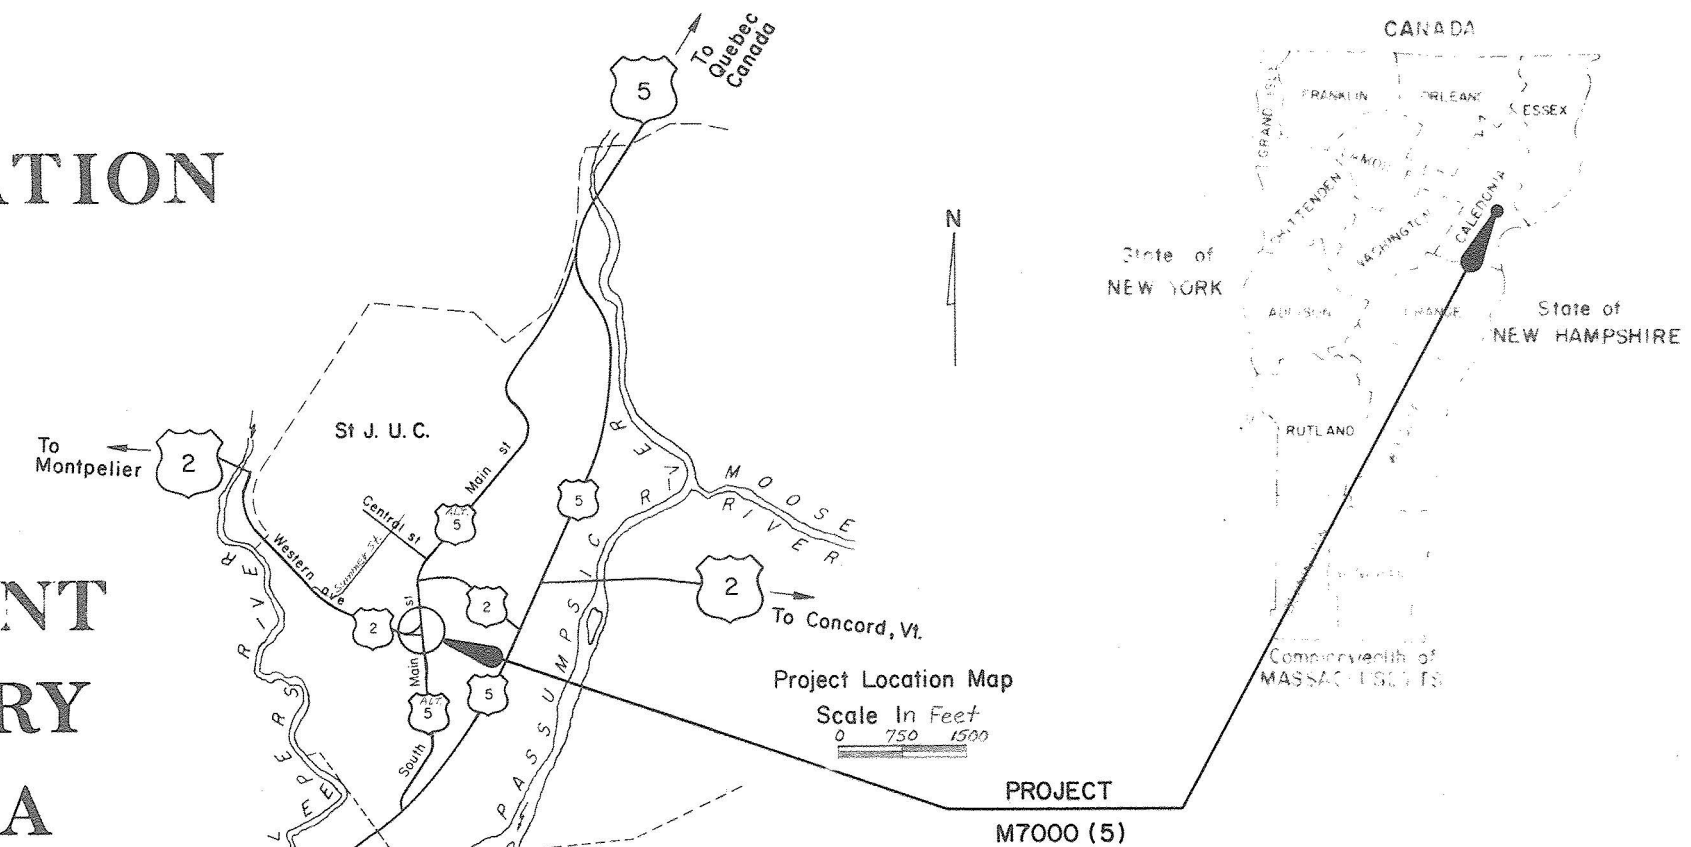 ATION
NT
RY
A
5
To
Quebec
Canada
To
Montpelier
2
St J. U. C.
Main st
Central st
ALT.
5
5
Summer St.
Western Ave
2
2
Main st
2
To Concord, Vt.
ALT.
5
5
South
MOOSE
RIVER
PASSUMPSIC RIVER
SLEEPERS RIVER
N
Project Location Map
Scale In Feet
0 750 1500
PROJECT
M7000 (5)
CANADA
GRAND ISLE
FRANKLIN
ORLEANS
ESSEX
CHITTENDEN
WASHINGTON
CALEDONIA
State of
NEW YORK
ADDISON
ORANGE
State of
NEW HAMPSHIRE
RUTLAND
Commonwealth of
MASSACHUSETTS